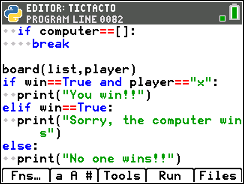 EDITOR: TICTACTO
PROGRAM LINE 0082
if computer==[]:
break
board(list,player)
if win==True and player=="x":
print("You win!!")
elif win==True:
print("Sorry, the computer win
s")
else:
print("No one wins!!")
Fns… a A # Tools Run Files